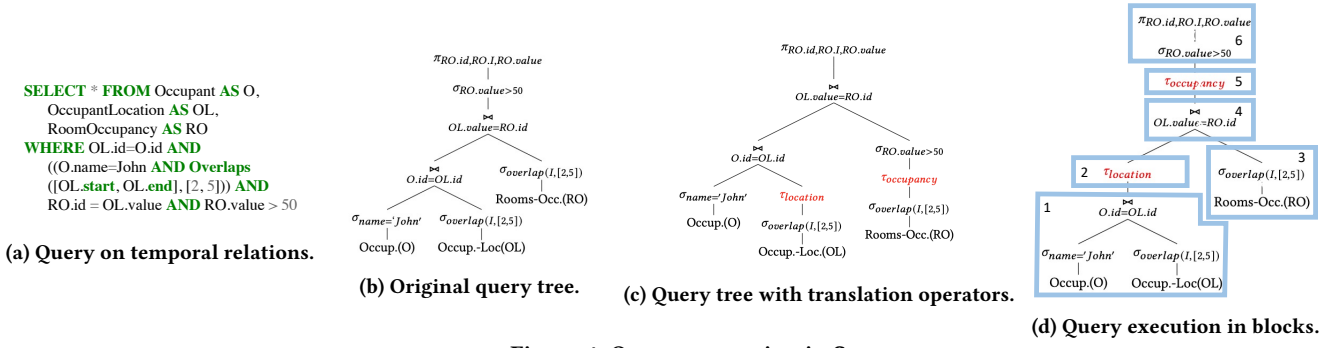 SELECT * FROM Occupant AS O,
OccupantLocation AS OL,
RoomOccupancy AS RO
WHERE OL.id=O.id AND
((O.name=John AND Overlaps
([OL.start, OL.end], [2, 5])) AND
RO.id = OL.value AND RO.value > 50
(a) Query on temporal relations.
πRO.id,RO.I,RO.value
σRO.value>50
⋈
OL.value=RO.id
⋈
O.id=OL.id
σoverlap(I,[2,5])
Rooms-Occ.(RO)
σname='John'
σoverlap(I,[2,5])
Occup.(O)
Occup.-Loc(OL)
(b) Original query tree.
πRO.id,RO.I,RO.value
⋈
OL.value=RO.id
⋈
O.id=OL.id
σRO.value>50
σname='John'
τlocation
τoccupancy
Occup.(O)
σoverlap(I,[2,5])
σoverlap(I,[2,5])
Occup.-Loc.(OL)
Rooms-Occ.(RO)
(c) Query tree with translation operators.
πRO.id,RO.I,RO.value
6
σRO.value>50
τoccupancy 5
⋈ 4
OL.value=RO.id
2 τlocation
3
σoverlap(I,[2,5])
Rooms-Occ.(RO)
1
⋈
O.id=OL.id
σname='John'
σoverlap(I,[2,5])
Occup.(O)
Occup.-Loc(OL)
(d) Query execution in blocks.